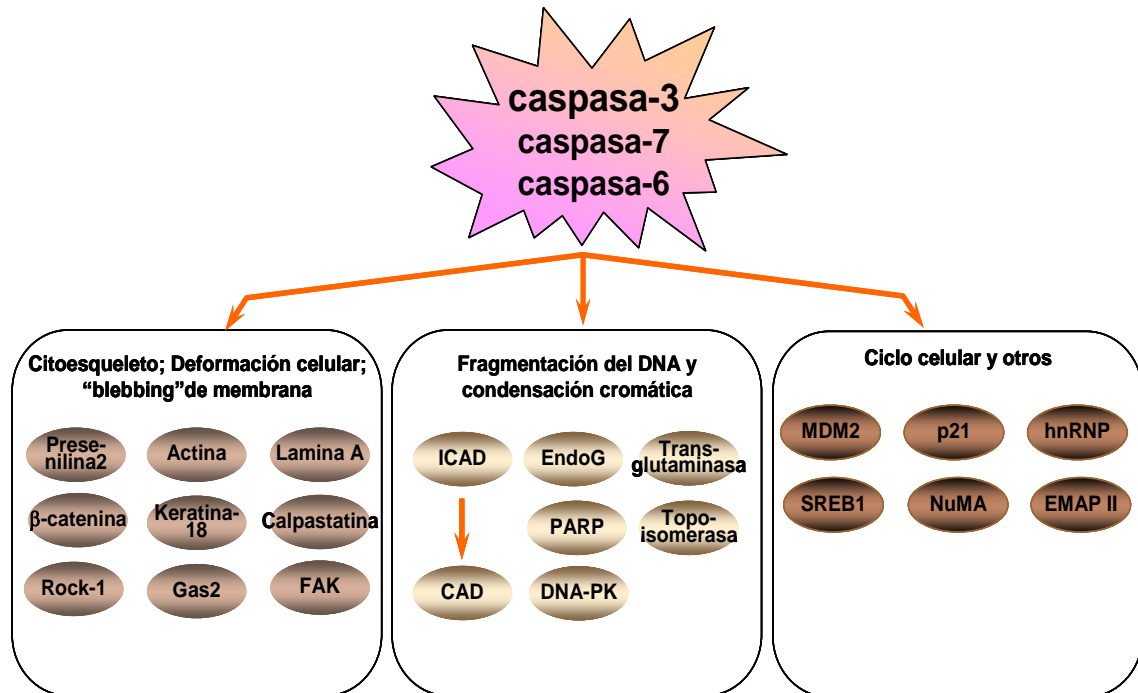 caspasa-3
caspasa-7
caspasa-6
Citoesqueleto; Deformación celular;
“blebbing”de membrana
Prese-
nilina2
Actina
Lamina A
β-catenina
Keratina-
18
Calpastatina
Rock-1
Gas2
FAK
Fragmentación del DNA y
condensación cromática
ICAD
EndoG
Trans-
glutaminasa
PARP
Topo-
isomerasa
CAD
DNA-PK
Ciclo celular y otros
MDM2
p21
hnRNP
SREB1
NuMA
EMAP II